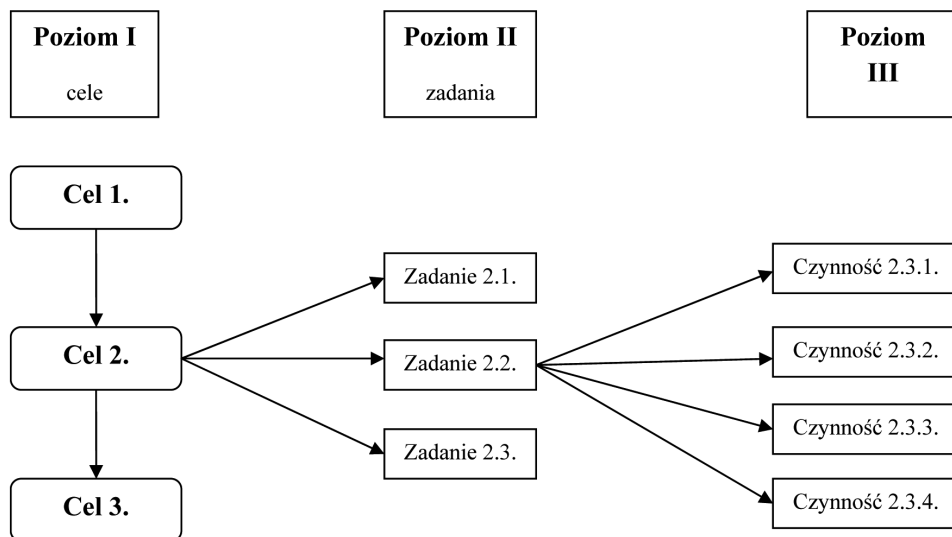 Poziom I
cele
Poziom II
zadania
Poziom
III
Cel 1.
Cel 2.
Cel 3.
Zadanie 2.1.
Zadanie 2.2.
Zadanie 2.3.
Czynność 2.3.1.
Czynność 2.3.2.
Czynność 2.3.3.
Czynność 2.3.4.